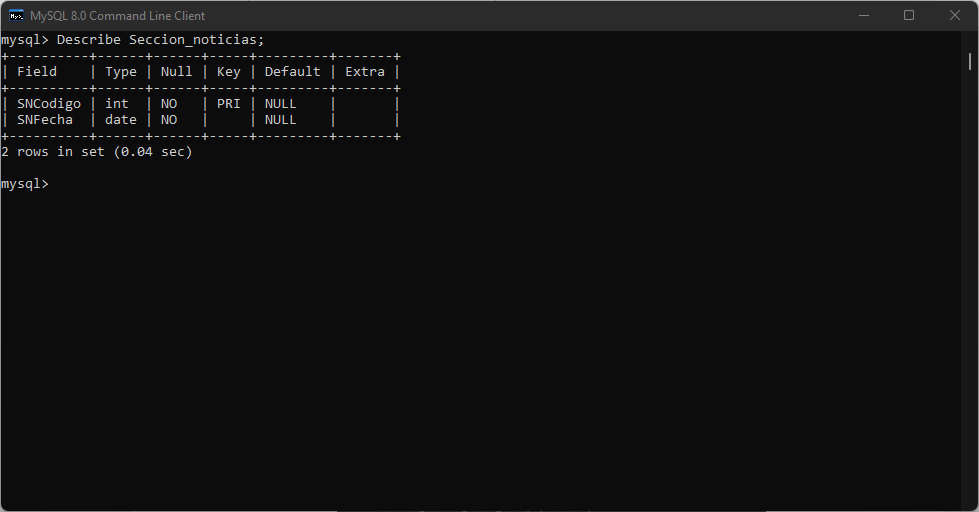 MySQL 8.0 Command Line Client
mysql> Describe Seccion_noticias;
+----------+------+------+-----+---------+-------+
| Field    | Type | Null | Key | Default | Extra |
+----------+------+------+-----+---------+-------+
| SNCodigo | int  | NO   | PRI | NULL    |       |
| SNFecha  | date | NO   |     | NULL    |       |
+----------+------+------+-----+---------+-------+
2 rows in set (0.04 sec)
mysql>